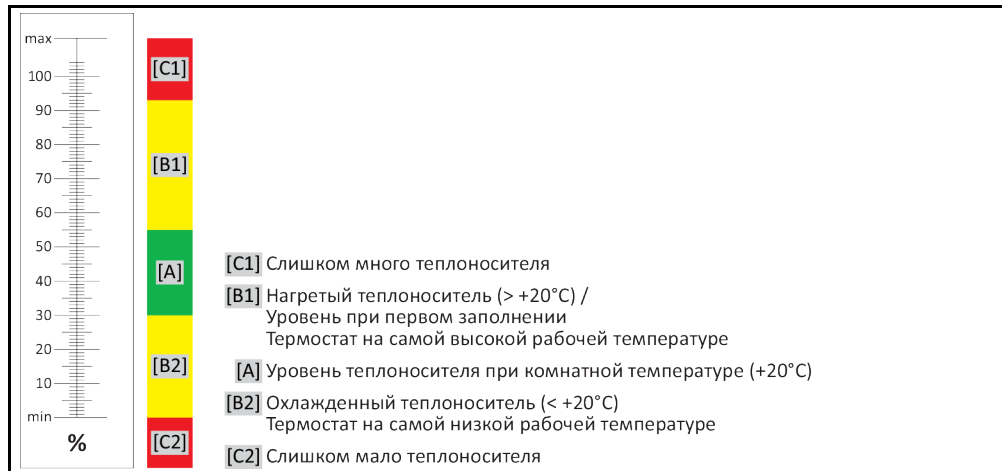 max
100
90
80
70
60
50
40
30
20
10
min
%
[C1]
[B1]
[A]
[B2]
[C2]
[C1] Слишком много теплоносителя
[B1] Нагретый теплоноситель (> +20°C) /
Уровень при первом заполнении
Термостат на самой высокой рабочей температуре
[A] Уровень теплоносителя при комнатной температуре (+20°C)
[B2] Охлажденный теплоноситель (< +20°C)
Термостат на самой низкой рабочей температуре
[C2] Слишком мало теплоносителя